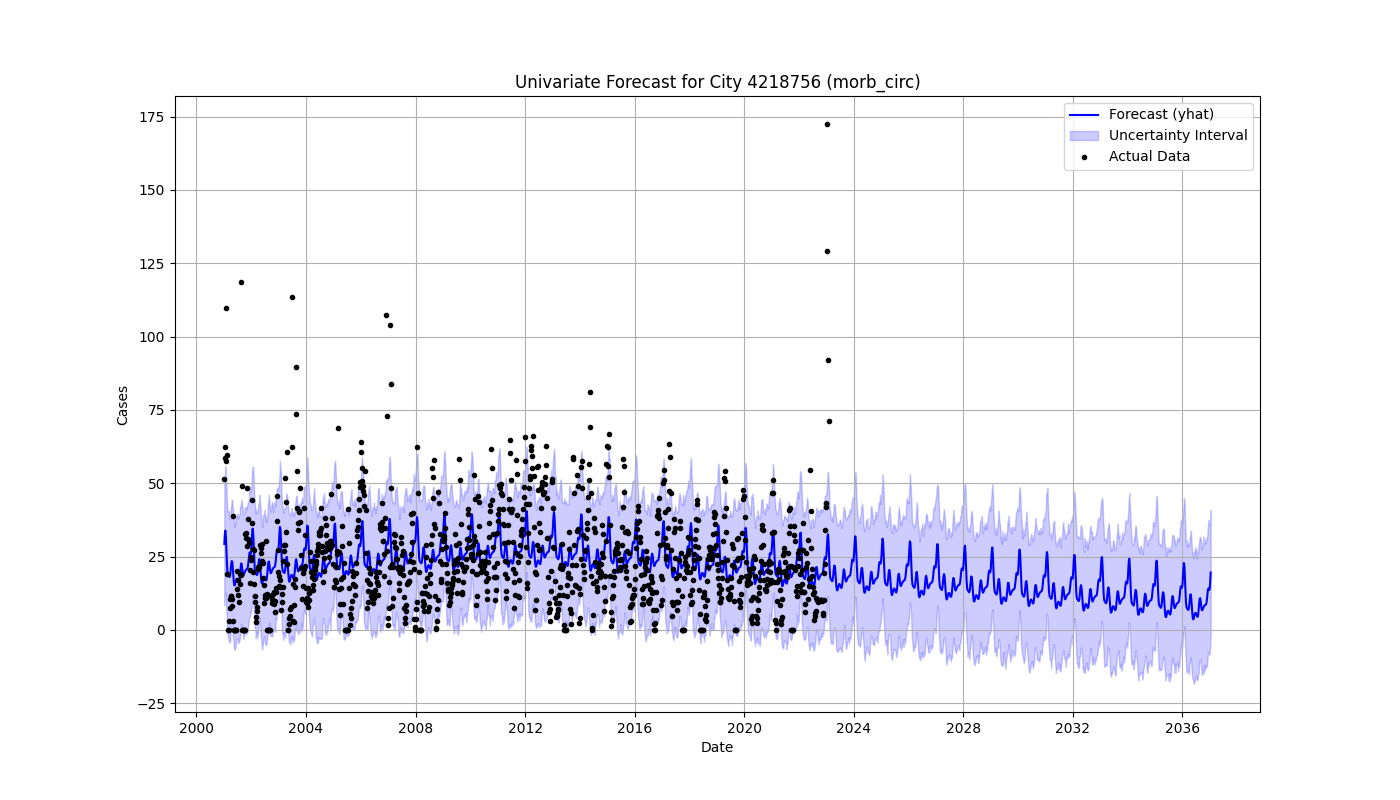 Univariate Forecast for City 4218756 (morb_circ)
Forecast (yhat)
Uncertainty Interval
Actual Data
Cases
175
150
125
100
75
50
25
0
−25
2000 2004 2008 2012 2016 2020 2024 2028 2032 2036
Date